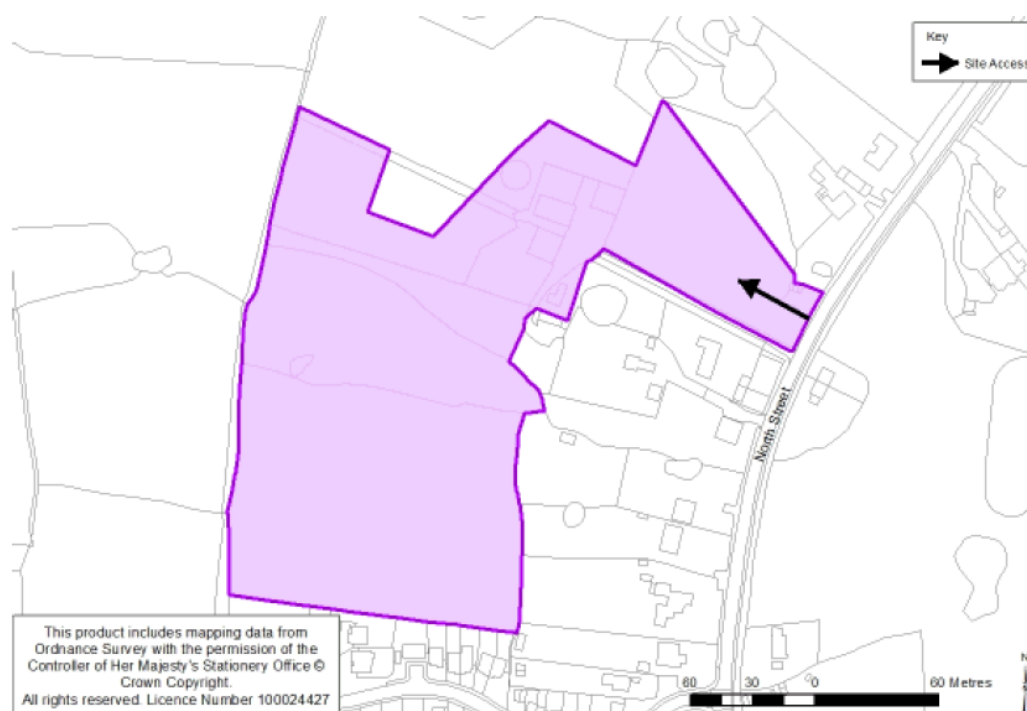 Key
Site Access
North Street
This product includes mapping data from
Ordnance Survey with the permission of the
Controller of Her Majesty's Stationery Office ©
Crown Copyright.
All rights reserved. Licence Number 100024427
60 30 0 60 Metres
N